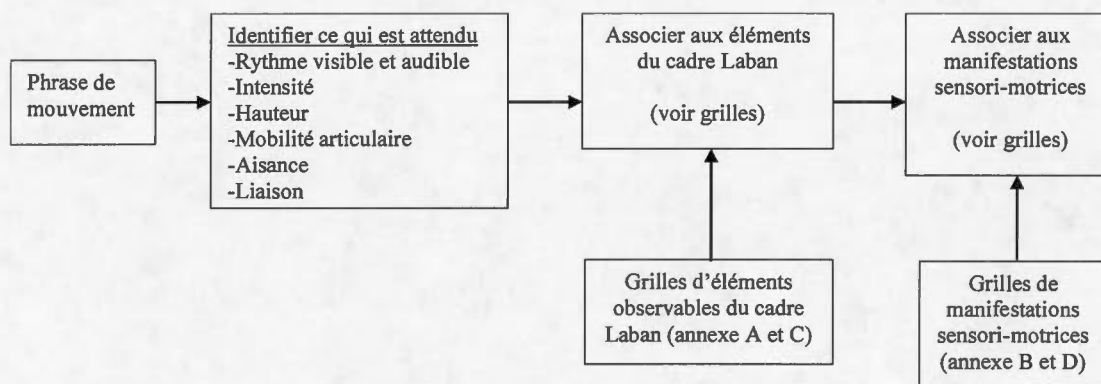 Phrase de
mouvement
Identifier ce qui est attendu
-Rythme visible et audible
-Intensité
-Hauteur
-Mobilité articulaire
-Aisance
-Liaison
Associer aux éléments
du cadre Laban
(voir grilles)
Associer aux
manifestations
sensori-motrices
(voir grilles)
Grilles d'éléments
observables du cadre
Laban (annexe A et C)
Grilles de
manifestations
sensori-motrices
(annexe B et D)